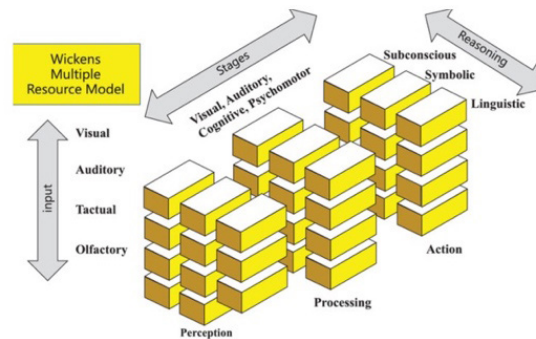 Wickens
Multiple
Resource Model
Stages
Reasoning
Visual, Auditory,
Cognitive, Psychomotor
Subconscious
Symbolic
Linguistic
input
Visual
Auditory
Tactual
Olfactory
Perception
Processing
Action